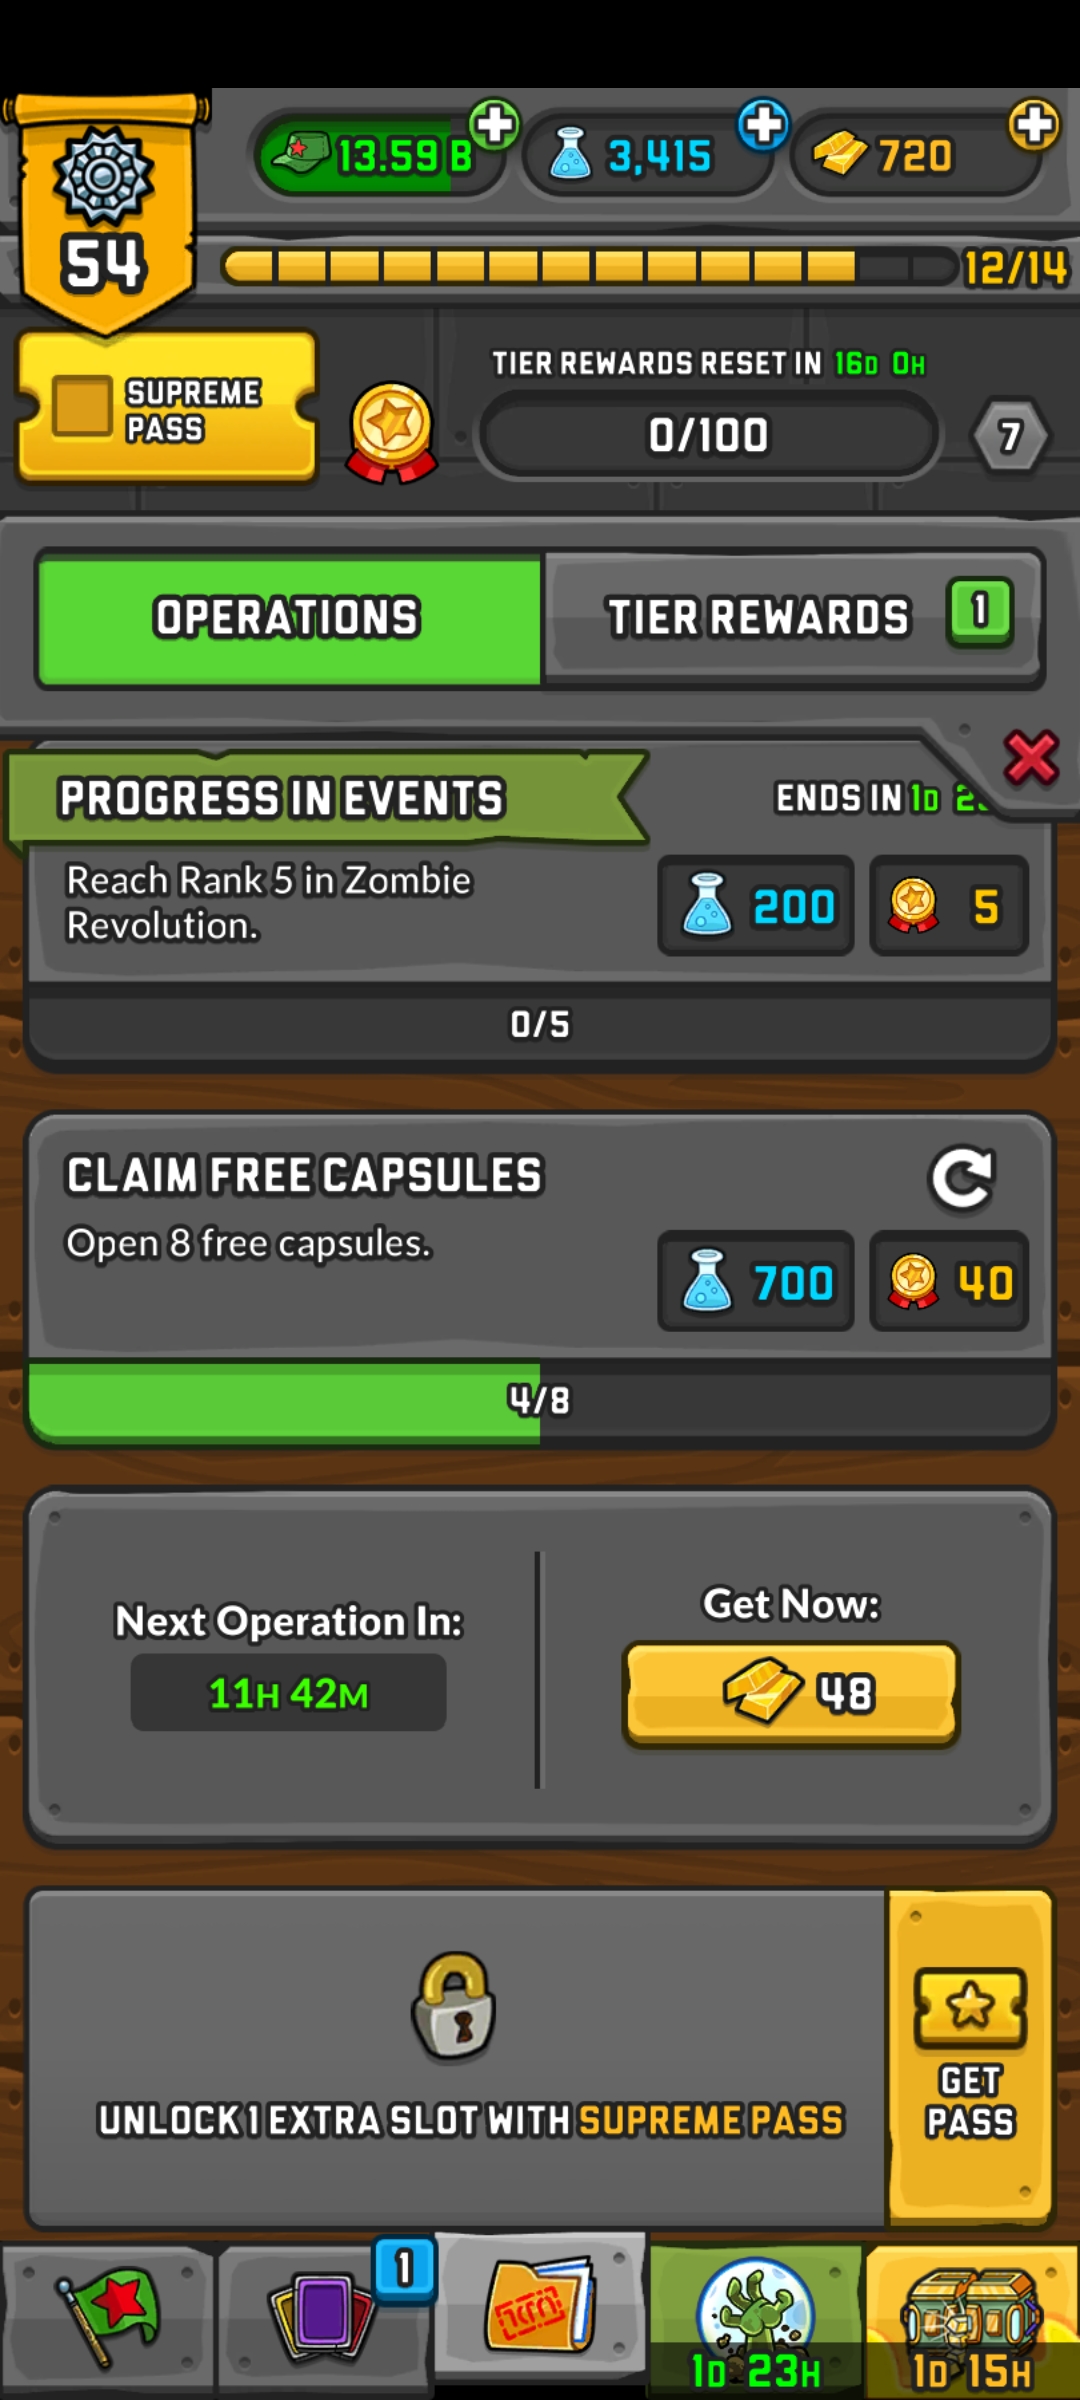 13.59 B
3,415
720
54
12/14
SUPREME
PASS
TIER REWARDS RESET IN 16D 0H
0/100
7
OPERATIONS
TIER REWARDS
1
PROGRESS IN EVENTS
ENDS IN 1D
Reach Rank 5 in Zombie
Revolution.
200
5
0/5
CLAIM FREE CAPSULES
Open 8 free capsules.
700
40
4/8
Next Operation In:
11H 42M
Get Now:
48
UNLOCK 1 EXTRA SLOT WITH SUPREME PASS
GET
PASS
1
1D 23H
1D 15H